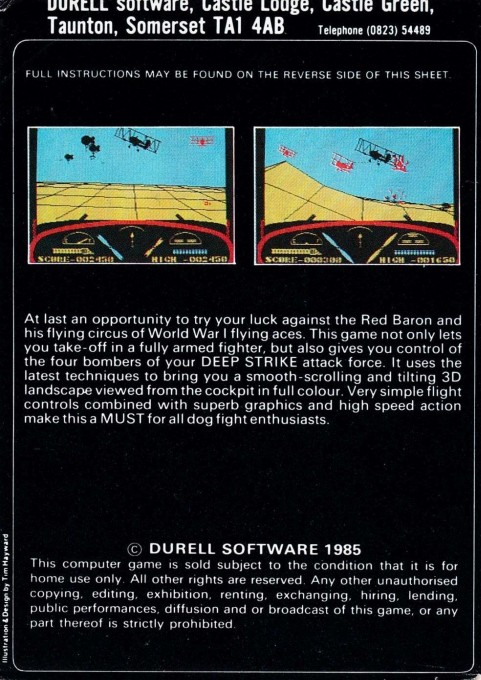 DURELL software, Castle Lodge, Castle Green,
Taunton, Somerset TA1 4AB. Telephone (0823) 54489
FULL INSTRUCTIONS MAY BE FOUND ON THE REVERSE SIDE OF THIS SHEET.
SCORE-002450 HIGH -002450
SCORE-000300 HIGH -001650
At last an opportunity to try your luck against the Red Baron and
his flying circus of World War I flying aces. This game not only lets
you take-off in a fully armed fighter, but also gives you control of
the four bombers of your DEEP STRIKE attack force. It uses the
latest techniques to bring you a smooth-scrolling and tilting 3D
landscape viewed from the cockpit in full colour. Very simple flight
controls combined with superb graphics and high speed action
make this a MUST for all dog fight enthusiasts.
© DURELL SOFTWARE 1985
This computer game is sold subject to the condition that it is for
home use only. All other rights are reserved. Any other unauthorised
copying, editing, exhibition, renting, exchanging, hiring, lending,
public performances, diffusion and or broadcast of this game, or any
part thereof is strictly prohibited.
Illustration & Design by Tim Hayward